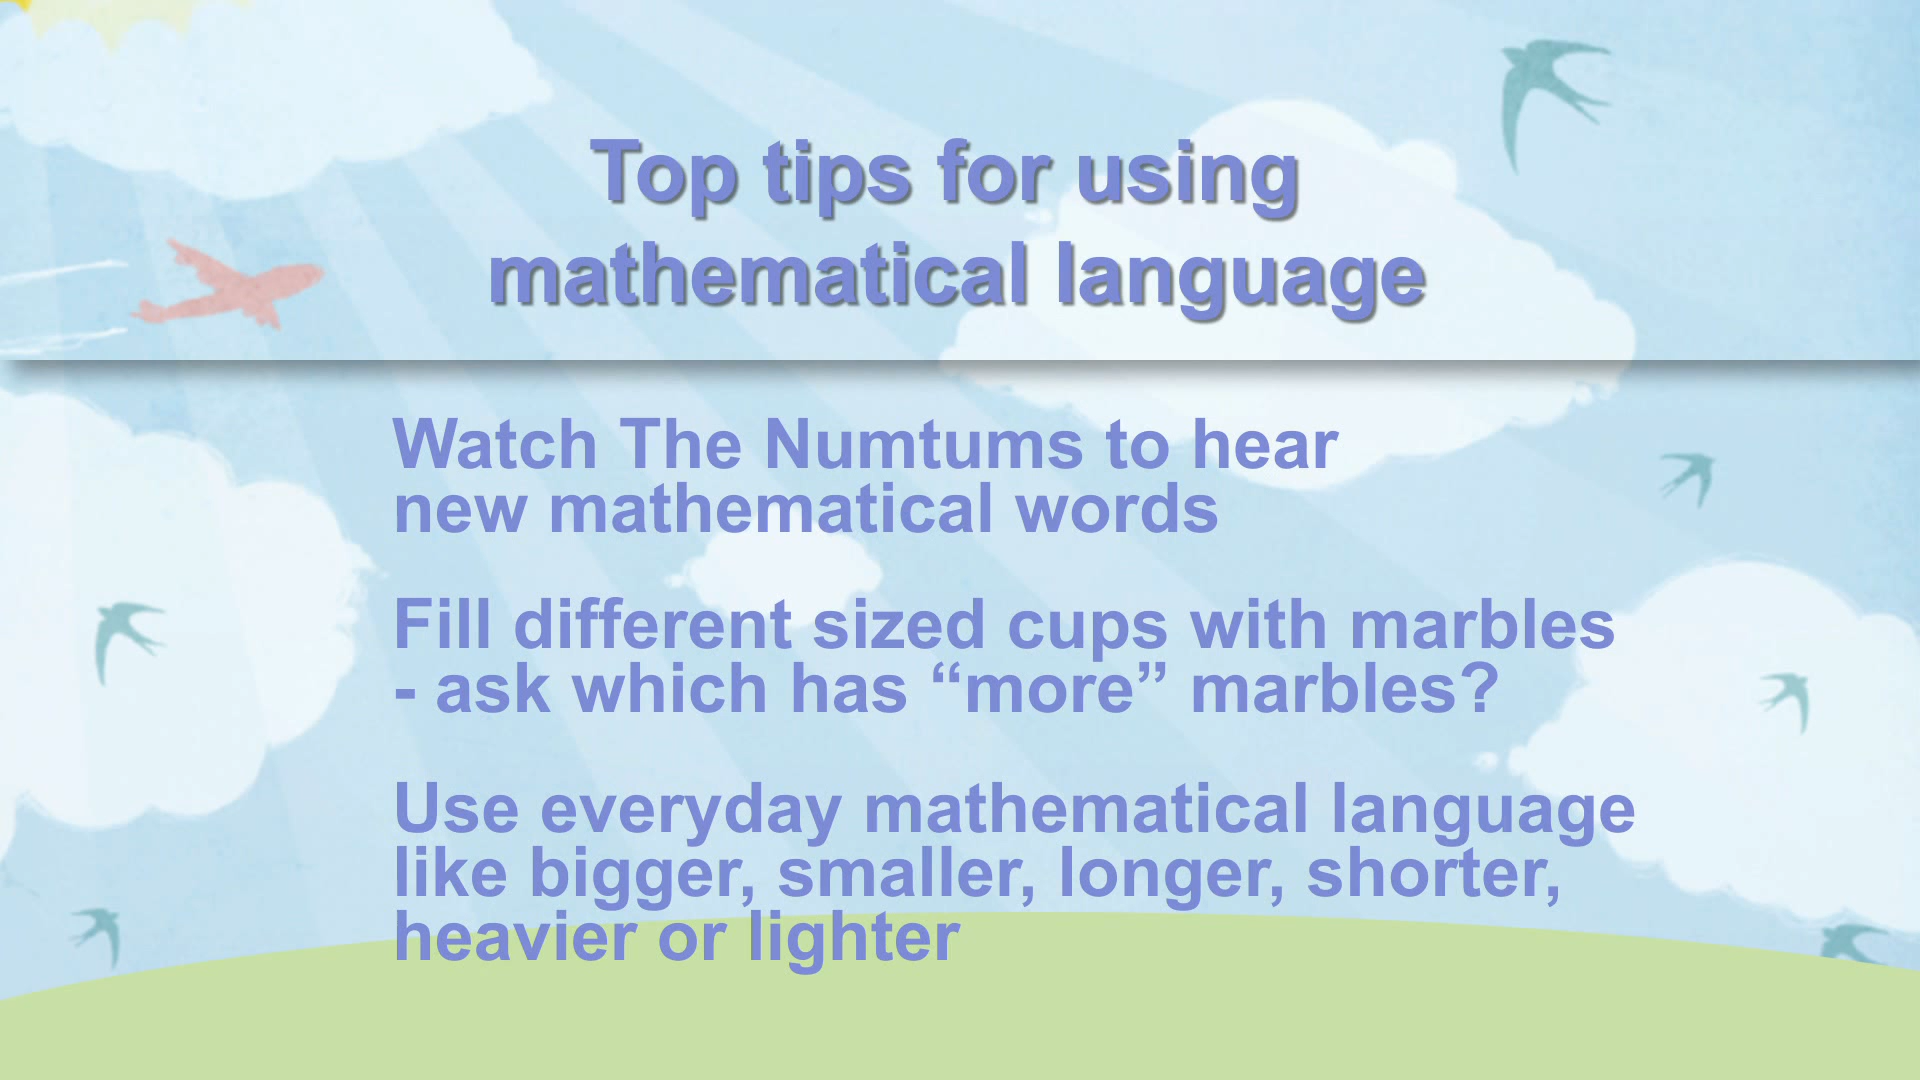 Top tips for using
mathematical language
Watch The Numtums to hear
new mathematical words
Fill different sized cups with marbles
- ask which has “more” marbles?
Use everyday mathematical language
like bigger, smaller, longer, shorter,
heavier or lighter